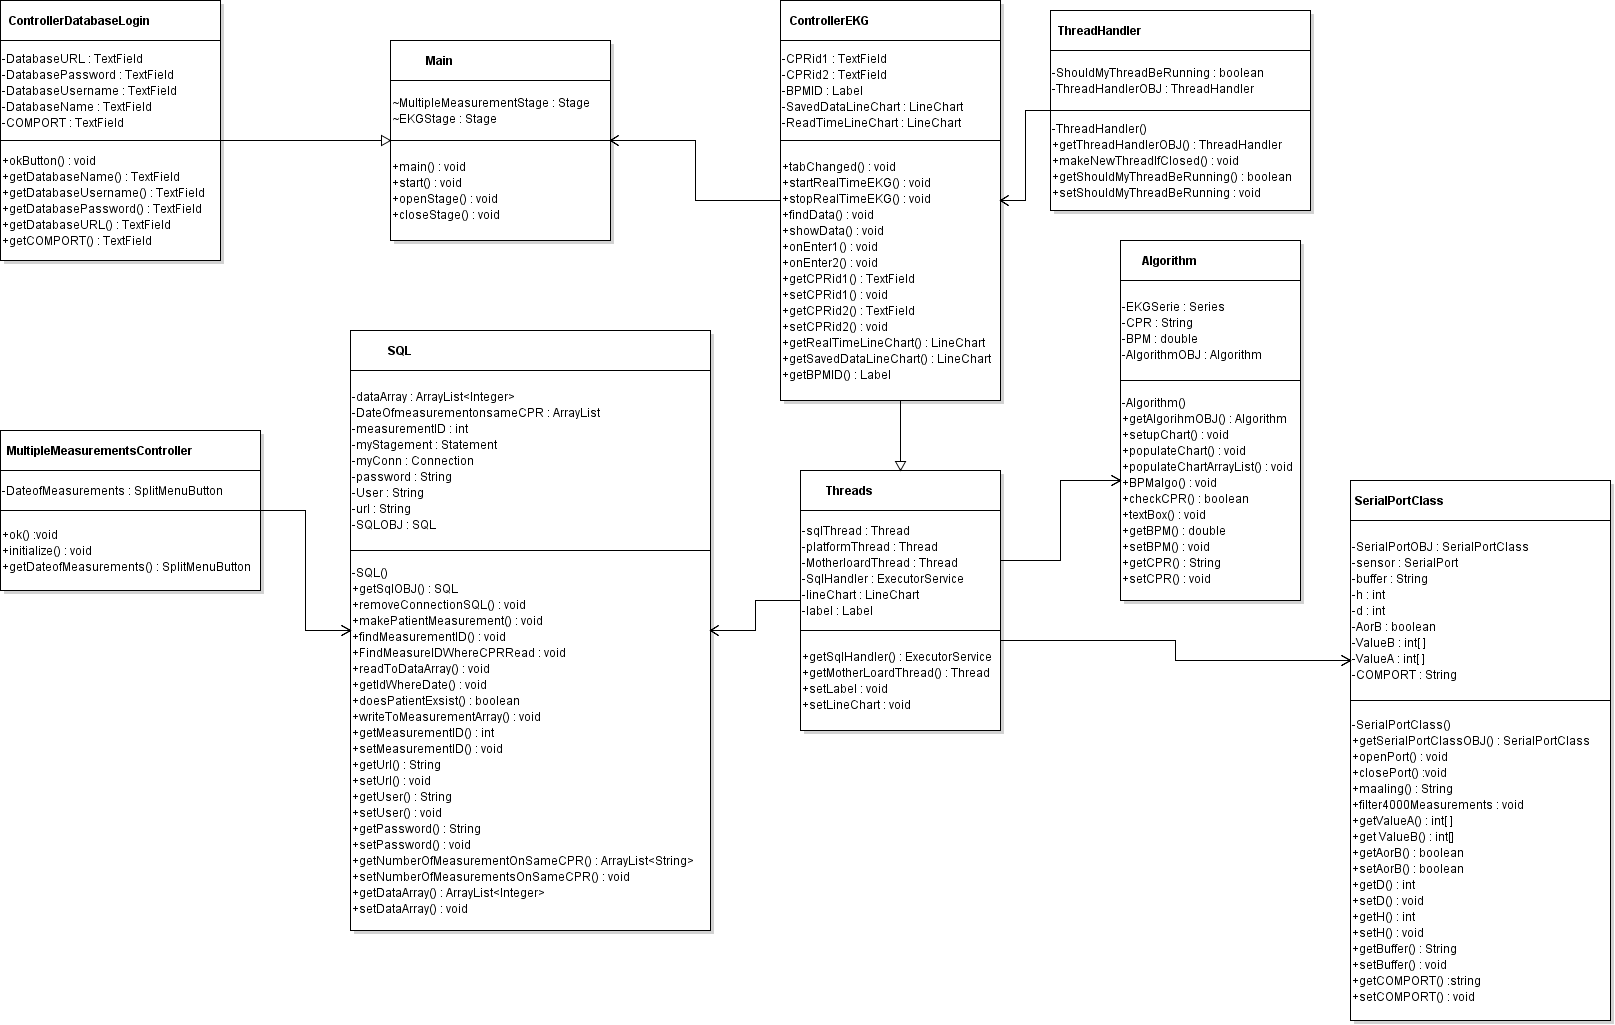 ControllerDatabaseLogin
-DatabaseURL : TextField
-DatabasePassword : TextField
-DatabaseUsername : TextField
-DatabaseName : TextField
-COMPORT : TextField
+okButton() : void
+getDatabaseName() : TextField
+getDatabaseUsername() : TextField
+getDatabasePassword() : TextField
+getDatabaseURL() : TextField
+getCOMPORT() : TextField
Main
~MultipleMeasurementStage : Stage
~EKGStage : Stage
+main() : void
+start() : void
+openStage() : void
+closeStage() : void
ControllerEKG
-CPRid1 : TextField
-CPRid2 : TextField
-BPMID : Label
-SavedDataLineChart : LineChart
-ReadTimeLineChart : LineChart
+tabChanged() : void
+startRealTimeEKG() : void
+stopRealTimeEKG() : void
+findData() : void
+showData() : void
+onEnter1() : void
+onEnter2() : void
+getCPRid1() : TextField
+setCPRid1() : void
+getCPRid2() : TextField
+setCPRid2() : void
+getRealTimeLineChart() : LineChart
+getSavedDataLineChart() : LineChart
+getBPMID() : Label
ThreadHandler
-ShouldMyThreadBeRunning : boolean
-ThreadHandlerOBJ : ThreadHandler
-ThreadHandler()
+getThreadHandlerOBJ() : ThreadHandler
+makeNewThreadIfClosed() : void
+getShouldMyThreadBeRunning() : boolean
+setShouldMyThreadBeRunning : void
Algorithm
-EKGSerie : Series
-CPR : String
-BPM : double
-AlgorithmOBJ : Algorithm
-Algorithm()
+getAlgorihmOBJ() : Algorithm
+setupChart() : void
+populateChart() : void
+populateChartArrayList() : void
+BPMalgo() : void
+checkCPR() : boolean
+textBox() : void
+getBPM() : double
+setBPM() : void
+getCPR() : String
+setCPR() : void
SQL
-dataArray : ArrayList<Integer>
-DateOfmeasurementonsameCPR : ArrayList
-measurementID : int
-myStagement : Statement
-myConn : Connection
-password : String
-User : String
-url : String
-SQLOBJ : SQL
-SQL()
+getSqlOBJ() : SQL
+removeConnectionSQL() : void
+makePatientMeasurement() : void
+findMeasurementID() : void
+FindMeasureIDWhereCPRRead : void
+readToDataArray() : void
+getIdWhereDate() : void
+doesPatientExsist() : boolean
+writeToMeasurementArray() : void
+getMeasurementID() : int
+setMeasurementID() : void
+getUrl() : String
+setUrl() : void
+getUser() : String
+setUser() : void
+getPassword() : String
+setPassword() : void
+getNumberOfMeasurementOnSameCPR() : ArrayList<String>
+setNumberOfMeasurementsOnSameCPR() : void
+getDataArray() : ArrayList<Integer>
+setDataArray() : void
MultipleMeasurementsController
-DateofMeasurements : SplitMenuButton
+ok() :void
+initialize() : void
+getDateofMeasurements() : SplitMenuButton
Threads
-sqlThread : Thread
-platformThread : Thread
-MotherloardThread : Thread
-SqlHandler : ExecutorService
-lineChart : LineChart
-label : Label
+getSqlHandler() : ExecutorService
+getMotherLoardThread() : Thread
+setLabel : void
+setLineChart : void
SerialPortClass
-SerialPortOBJ : SerialPortClass
-sensor : SerialPort
-buffer : String
-h : int
-d : int
-AorB : boolean
-ValueB : int[ ]
-ValueA : int[ ]
-COMPORT : String
-SerialPortClass()
+getSerialPortClassOBJ() : SerialPortClass
+openPort() : void
+closePort() :void
+maaling() : String
+filter4000Measurements : void
+getValueA() : int[ ]
+get ValueB() : int[]
+getAorB() : boolean
+setAorB() : boolean
+getD() : int
+setD() : void
+getH() : int
+setH() : void
+getBuffer() : String
+setBuffer() : void
+getCOMPORT() :string
+setCOMPORT() : void